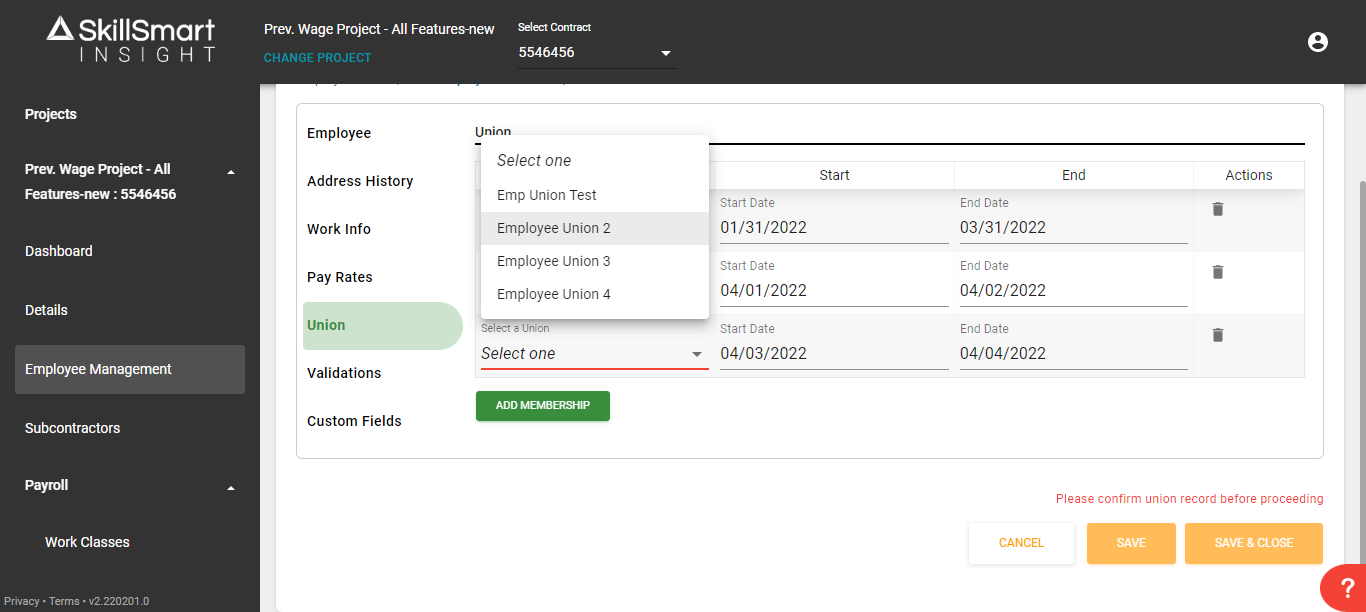 SkillSmart
INSIGHT
Prev. Wage Project - All Features-new
CHANGE PROJECT
Select Contract
5546456
Projects
Prev. Wage Project - All
Features-new : 5546456
Dashboard
Details
Employee Management
Subcontractors
Payroll
Work Classes
Privacy • Terms • v2.220201.0
Employee
Address History
Work Info
Pay Rates
Union
Validations
Custom Fields
Union
Select one
Emp Union Test
Employee Union 2
Employee Union 3
Employee Union 4
Start End Actions
Start Date End Date
01/31/2022 03/31/2022
Start Date End Date
04/01/2022 04/02/2022
Select a Union Start Date End Date
Select one 04/03/2022 04/04/2022
ADD MEMBERSHIP
Please confirm union record before proceeding
CANCEL SAVE SAVE & CLOSE
?